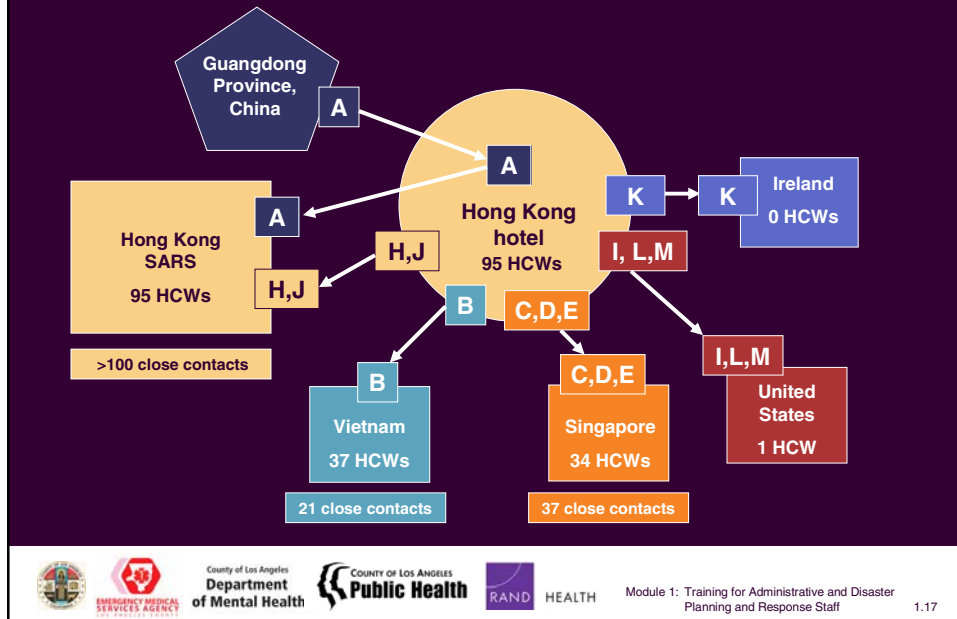 Guangdong
Province,
China
A
A
A
Hong Kong
SARS
95 HCWs
H,J
>100 close contacts
Hong Kong
hotel
95 HCWs
H,J
K
K
Ireland
0 HCWs
I, L,M
I,L,M
United
States
1 HCW
B
B
Vietnam
37 HCWs
21 close contacts
C,D,E
C,D,E
Singapore
34 HCWs
37 close contacts
EMERGENCY MEDICAL
SERVICES AGENCY
LOS ANGELES COUNTY
County of Los Angeles
Department
of Mental Health
COUNTY OF LOS ANGELES
Public Health
RAND
HEALTH
Module 1: Training for Administrative and Disaster
Planning and Response Staff
1.17